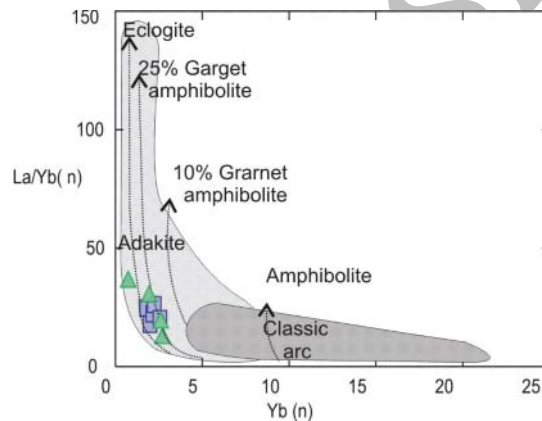 150
Eclogite
25% Garget
amphibolite
100
La/Yb( n)
10% Grarnet
amphibolite
50
Adakite
Amphibolite
Classic
arc
0
0 5 10 15 20 25
Yb (n)